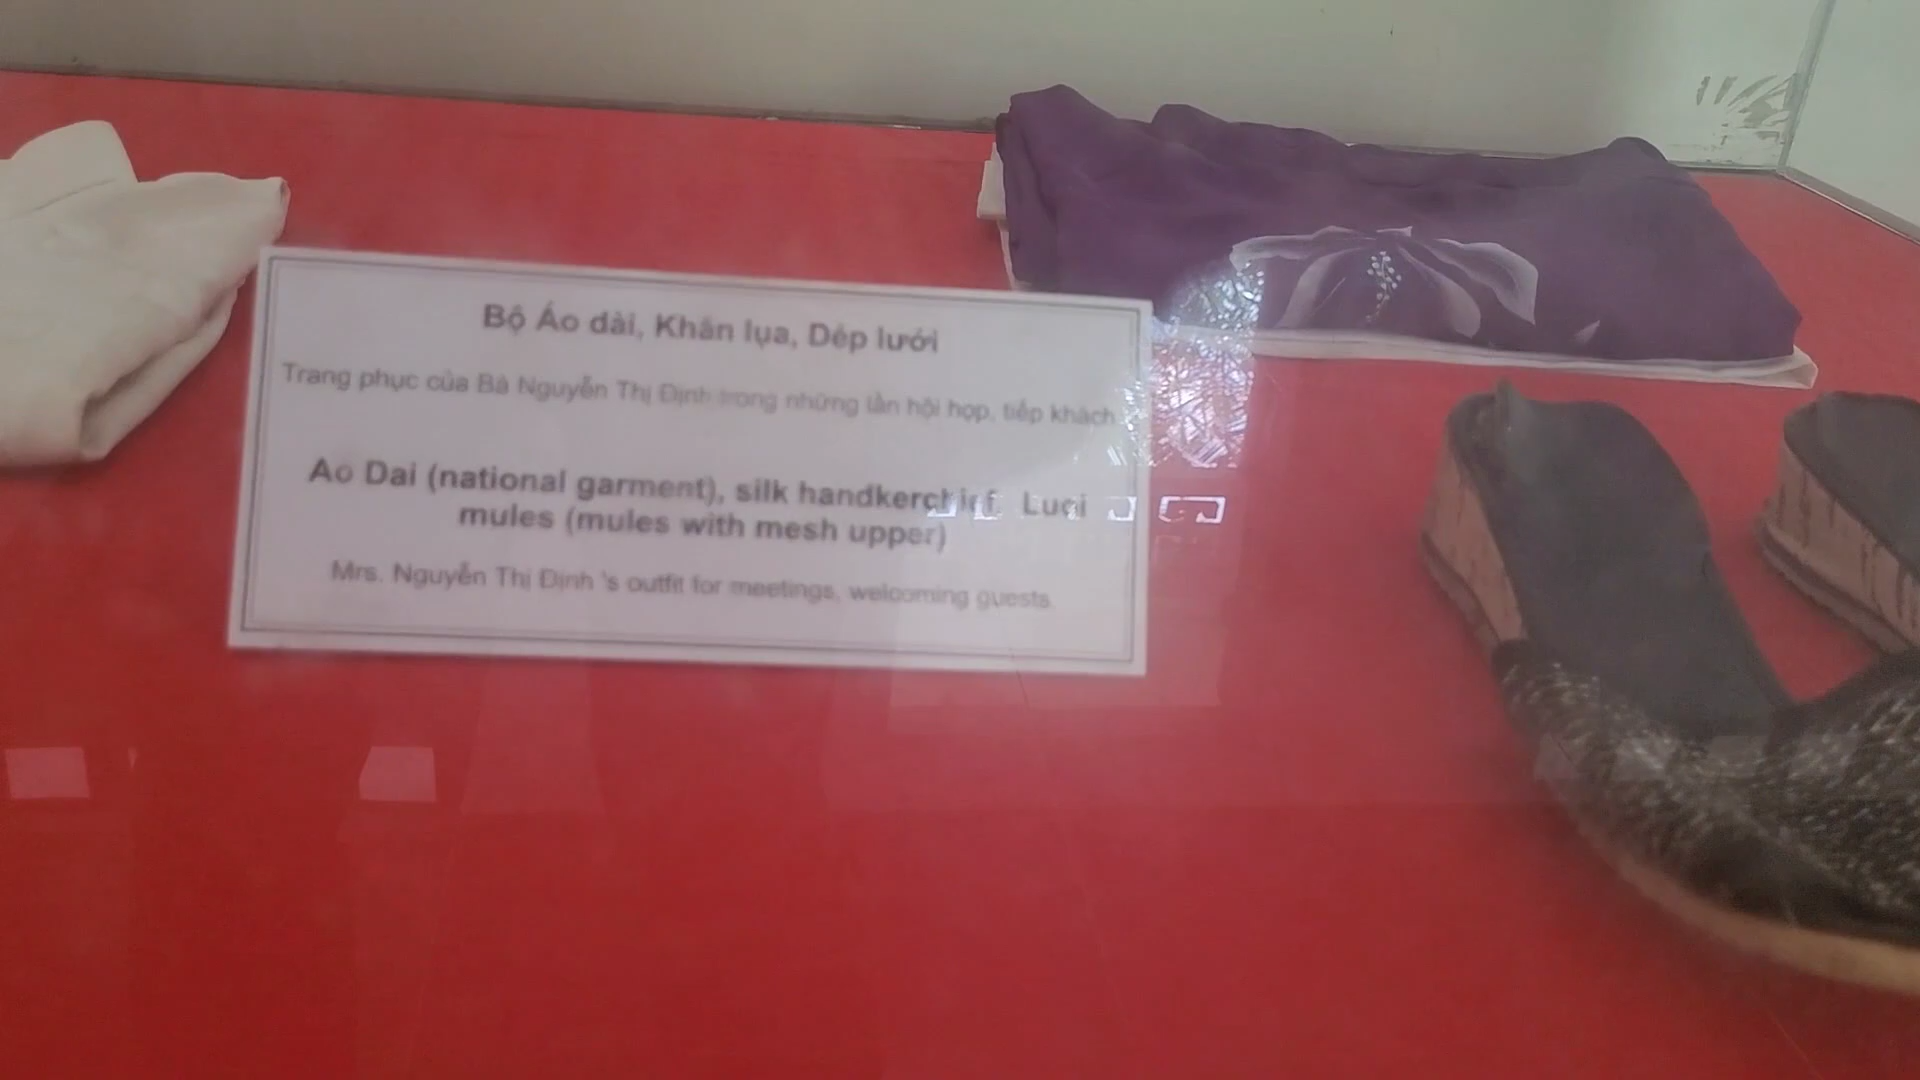 Bộ Áo dài, Khăn lụa, Dép lưới
Trang phục của Bà Nguyễn Thị Định trong những lần hội họp, tiếp khách
Ao Dai (national garment), silk handkerchief, Luoi
mules (mules with mesh upper)
Mrs. Nguyễn Thị Định 's outfit for meetings, welcoming guests